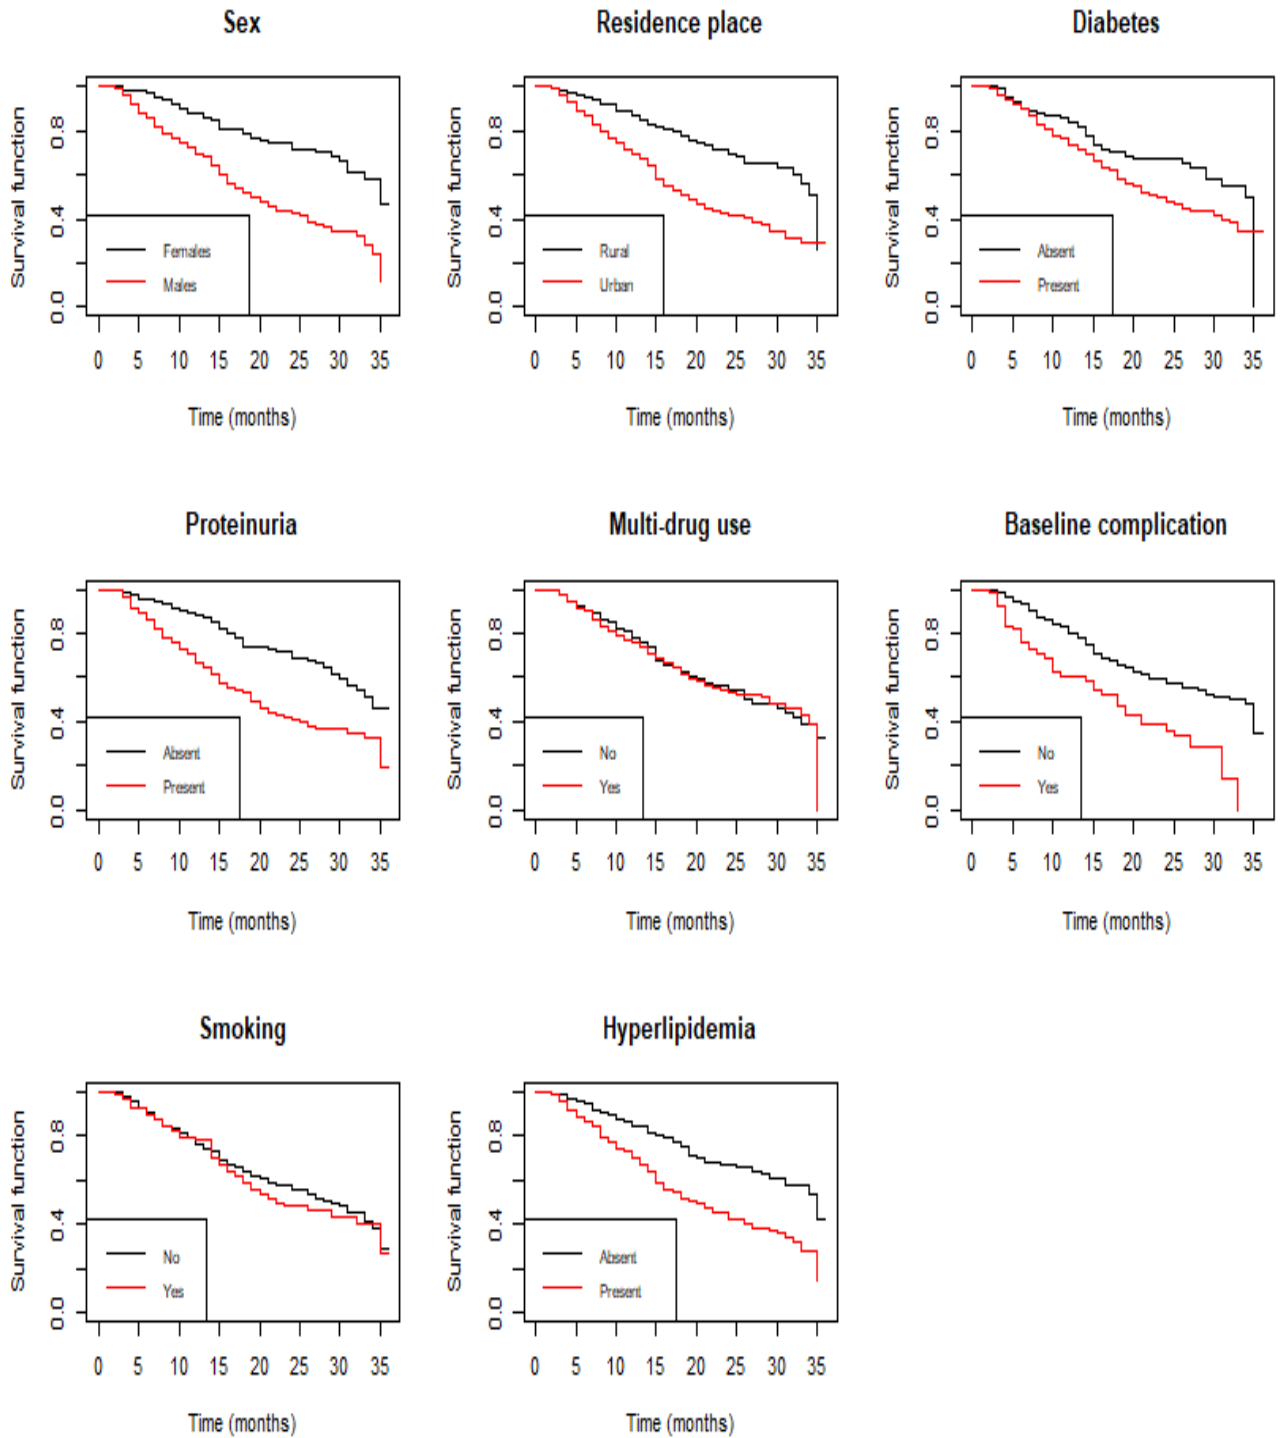 Sex
Survival function
0.0 0.4 0.8
Females
Males
0 5 10 15 20 25 30 35
Time (months)
Residence place
Survival function
0.0 0.4 0.8
Rural
Urban
0 5 10 15 20 25 30 35
Time (months)
Diabetes
Survival function
0.0 0.4 0.8
Absent
Present
0 5 10 15 20 25 30 35
Time (months)
Proteinuria
Survival function
0.0 0.4 0.8
Absent
Present
0 5 10 15 20 25 30 35
Time (months)
Multi-drug use
Survival function
0.0 0.4 0.8
No
Yes
0 5 10 15 20 25 30 35
Time (months)
Baseline complication
Survival function
0.0 0.4 0.8
No
Yes
0 5 10 15 20 25 30 35
Time (months)
Smoking
Survival function
0.0 0.4 0.8
No
Yes
0 5 10 15 20 25 30 35
Time (months)
Hyperlipidemia
Survival function
0.0 0.4 0.8
Absent
Present
0 5 10 15 20 25 30 35
Time (months)